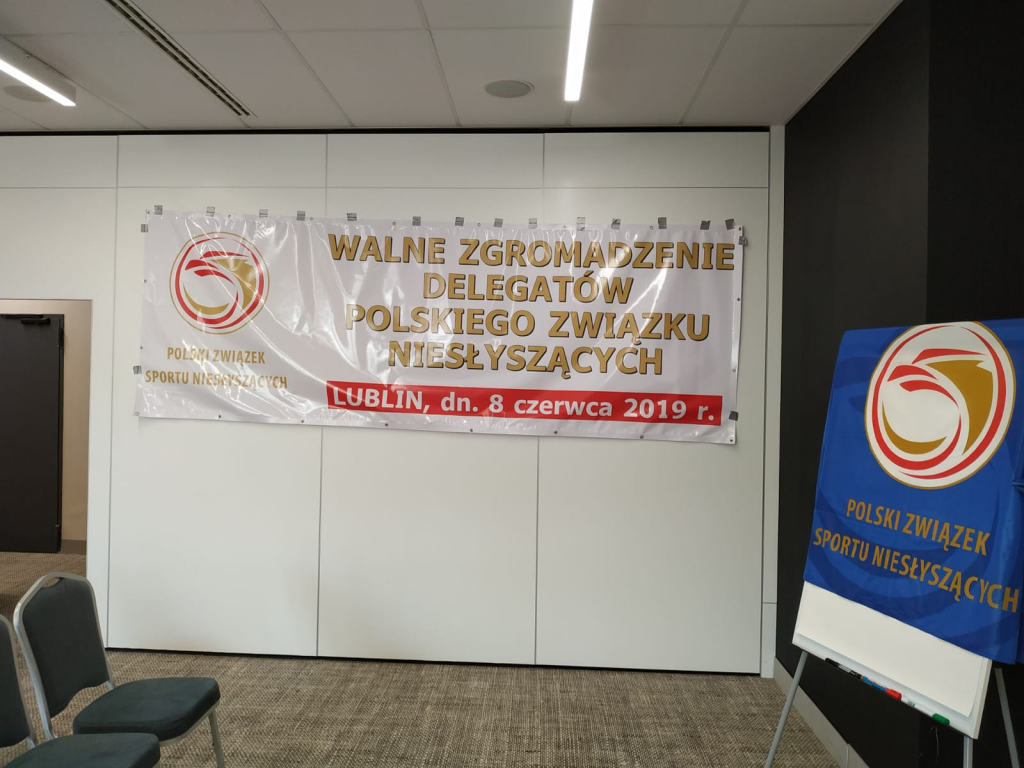 WALNE ZGROMADZENIE
DELEGATÓW
POLSKIEGO ZWIĄZKU
NIESŁYSZĄCYCH
LUBLIN, dn. 8 czerwca 2019 r.
POLSKI ZWIĄZEK
SPORTU NIESŁYSZĄCYCH
POLSKI ZWIĄZEK
SPORTU NIESŁYSZĄCYCH